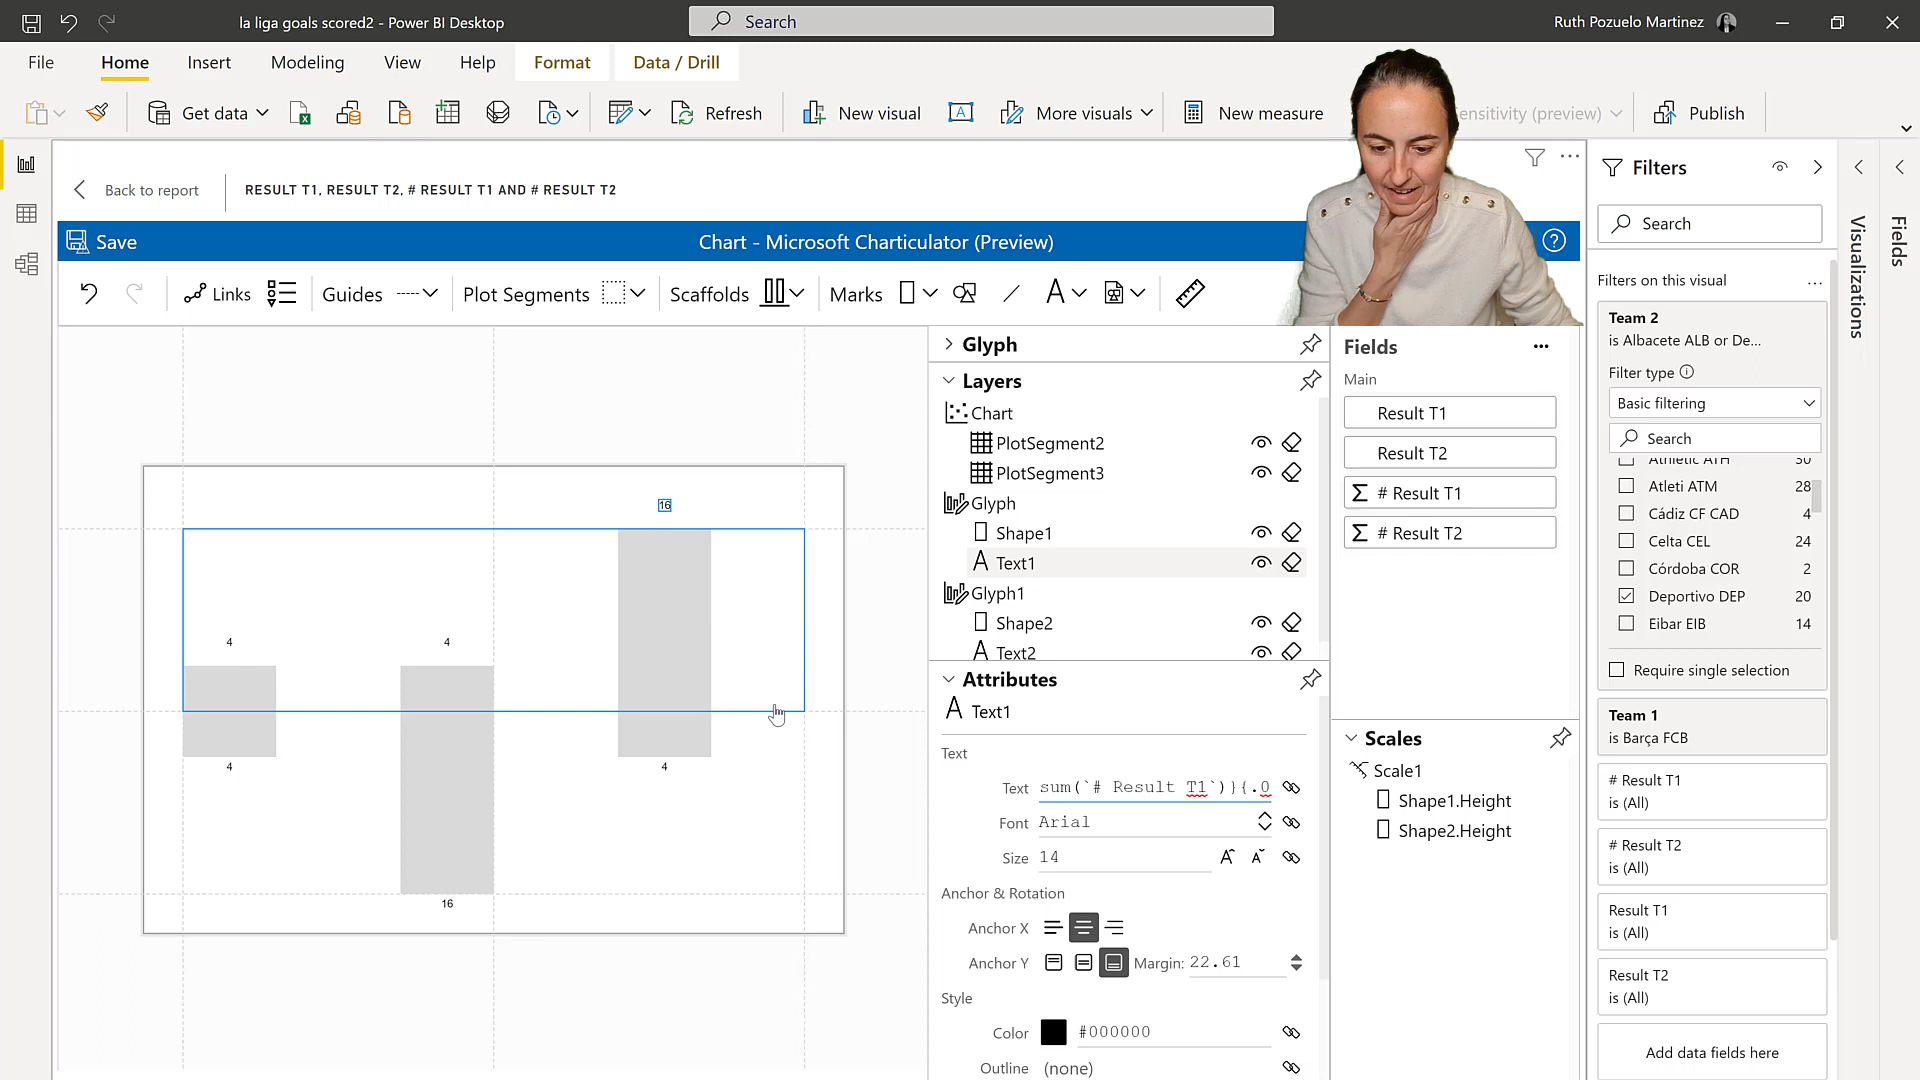 la liga goals scored2 - Power BI Desktop
Search
Ruth Pozuelo Martinez
File
Home
Insert
Modeling
View
Help
Format
Data / Drill
Get data
Refresh
New visual
More visuals
New measure
ensitivity (preview)
Publish
Back to report
RESULT T1, RESULT T2, # RESULT T1 AND # RESULT T2
Save
Chart - Microsoft Charticulator (Preview)
Links
Guides
Plot Segments
Scaffolds
Marks
16
4
4
4
4
16
Glyph
Layers
Chart
PlotSegment2
PlotSegment3
Glyph
Shape1
Text1
Glyph1
Shape2
Text2
Attributes
Text1
Text
Text sum(`# Result T1`)}{.0
Font Arial
Size 14
Anchor & Rotation
Anchor X
Anchor Y Margin: 22.61
Style
Color #000000
Outline (none)
Fields
Main
Result T1
Result T2
# Result T1
# Result T2
Scales
Scale1
Shape1.Height
Shape2.Height
Filters
Search
Filters on this visual
Team 2
is Albacete ALB or De...
Filter type
Basic filtering
Search
Athletic ATH 30
Atleti ATM 28
Cádiz CF CAD 4
Celta CEL 24
Córdoba COR 2
Deportivo DEP 20
Eibar EIB 14
Require single selection
Team 1
is Barça FCB
# Result T1
is (All)
# Result T2
is (All)
Result T1
is (All)
Result T2
is (All)
Add data fields here
Visualizations
Fields